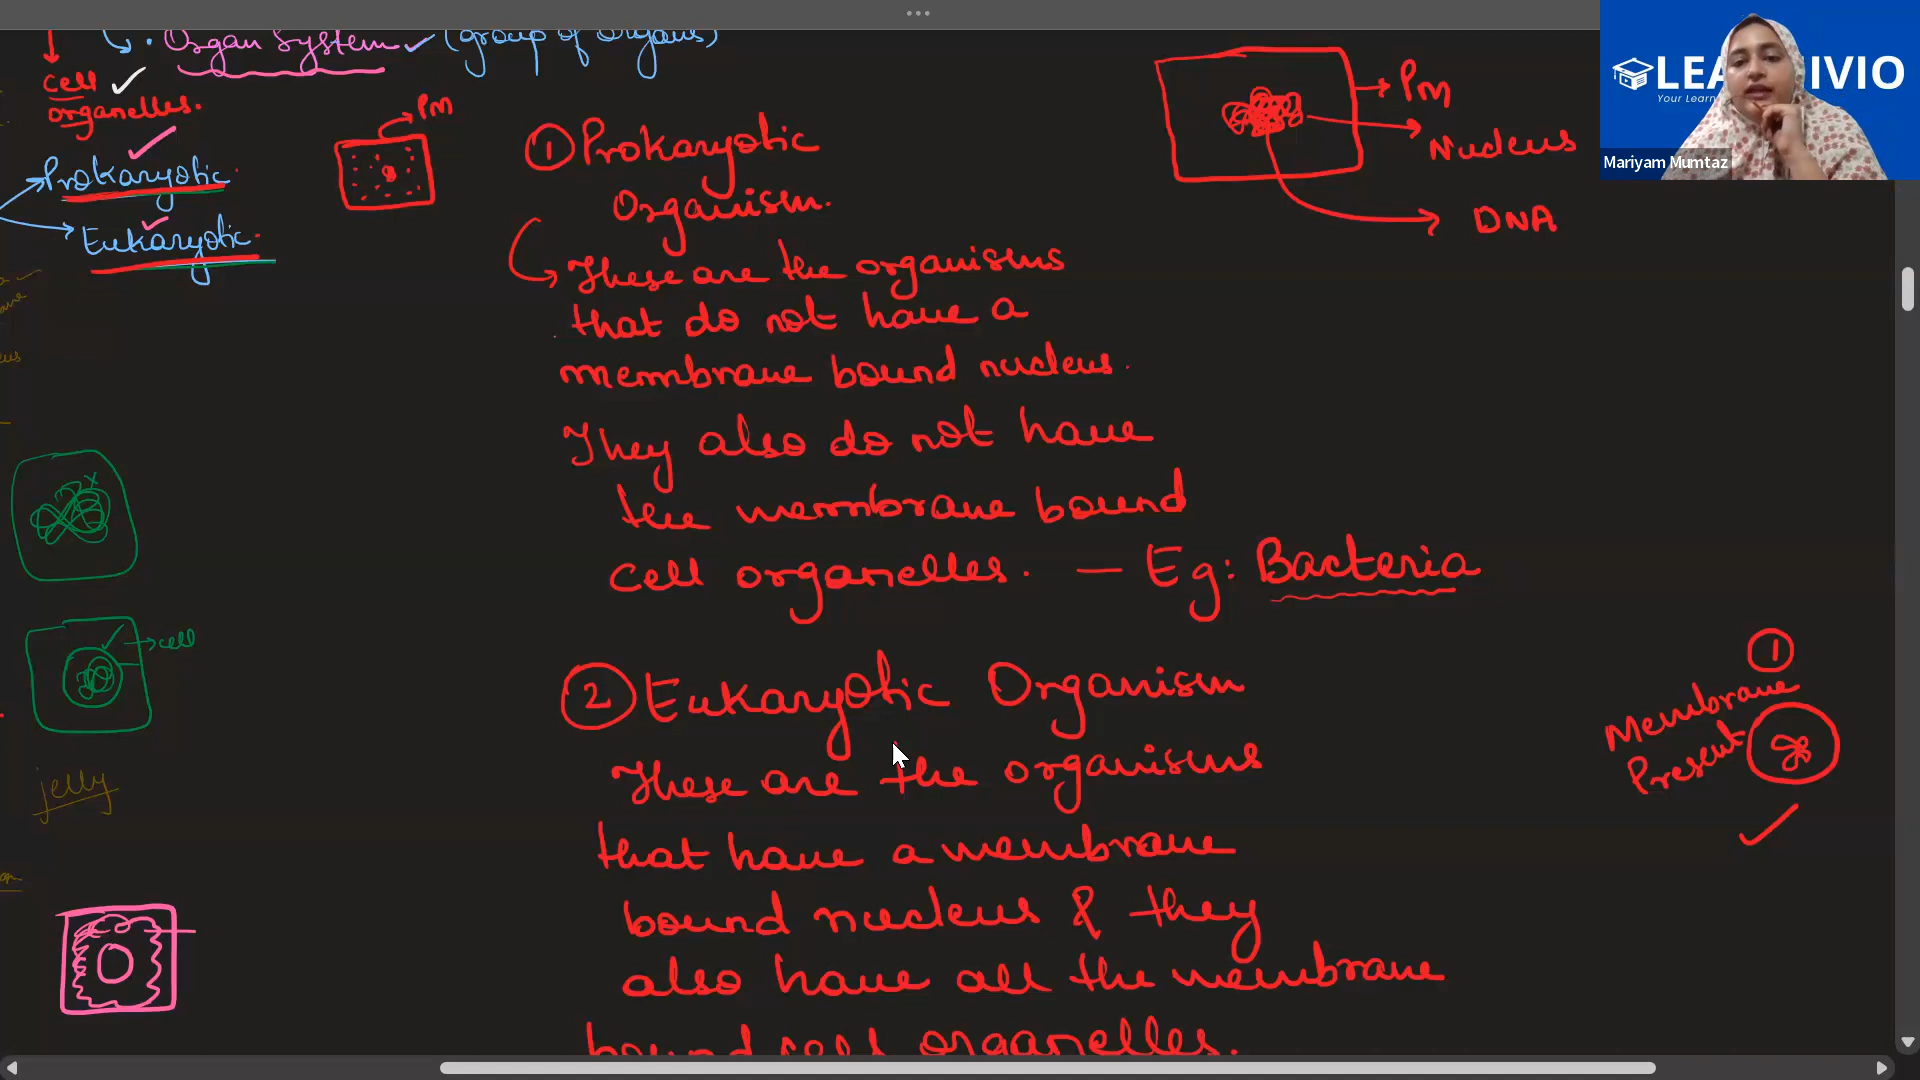 Organ System (group of organs)
cell
organelles.
Prokaryotic
Eukaryotic
Pm
① Prokaryotic
Organism.
These are the organisms
that do not have a
membrane bound nucleus.
They also do not have
the membrane bound
cell organelles. — Eg: Bacteria
② Eukaryotic Organism
These are the organisms
that have a membrane
bound nucleus & they
also have all the membrane
bound cell organelles.
Pm
Nucleus
DNA
cell
jelly
①
Membrane
Present
LEA IVIO
Your Learn
Mariyam Mumtaz